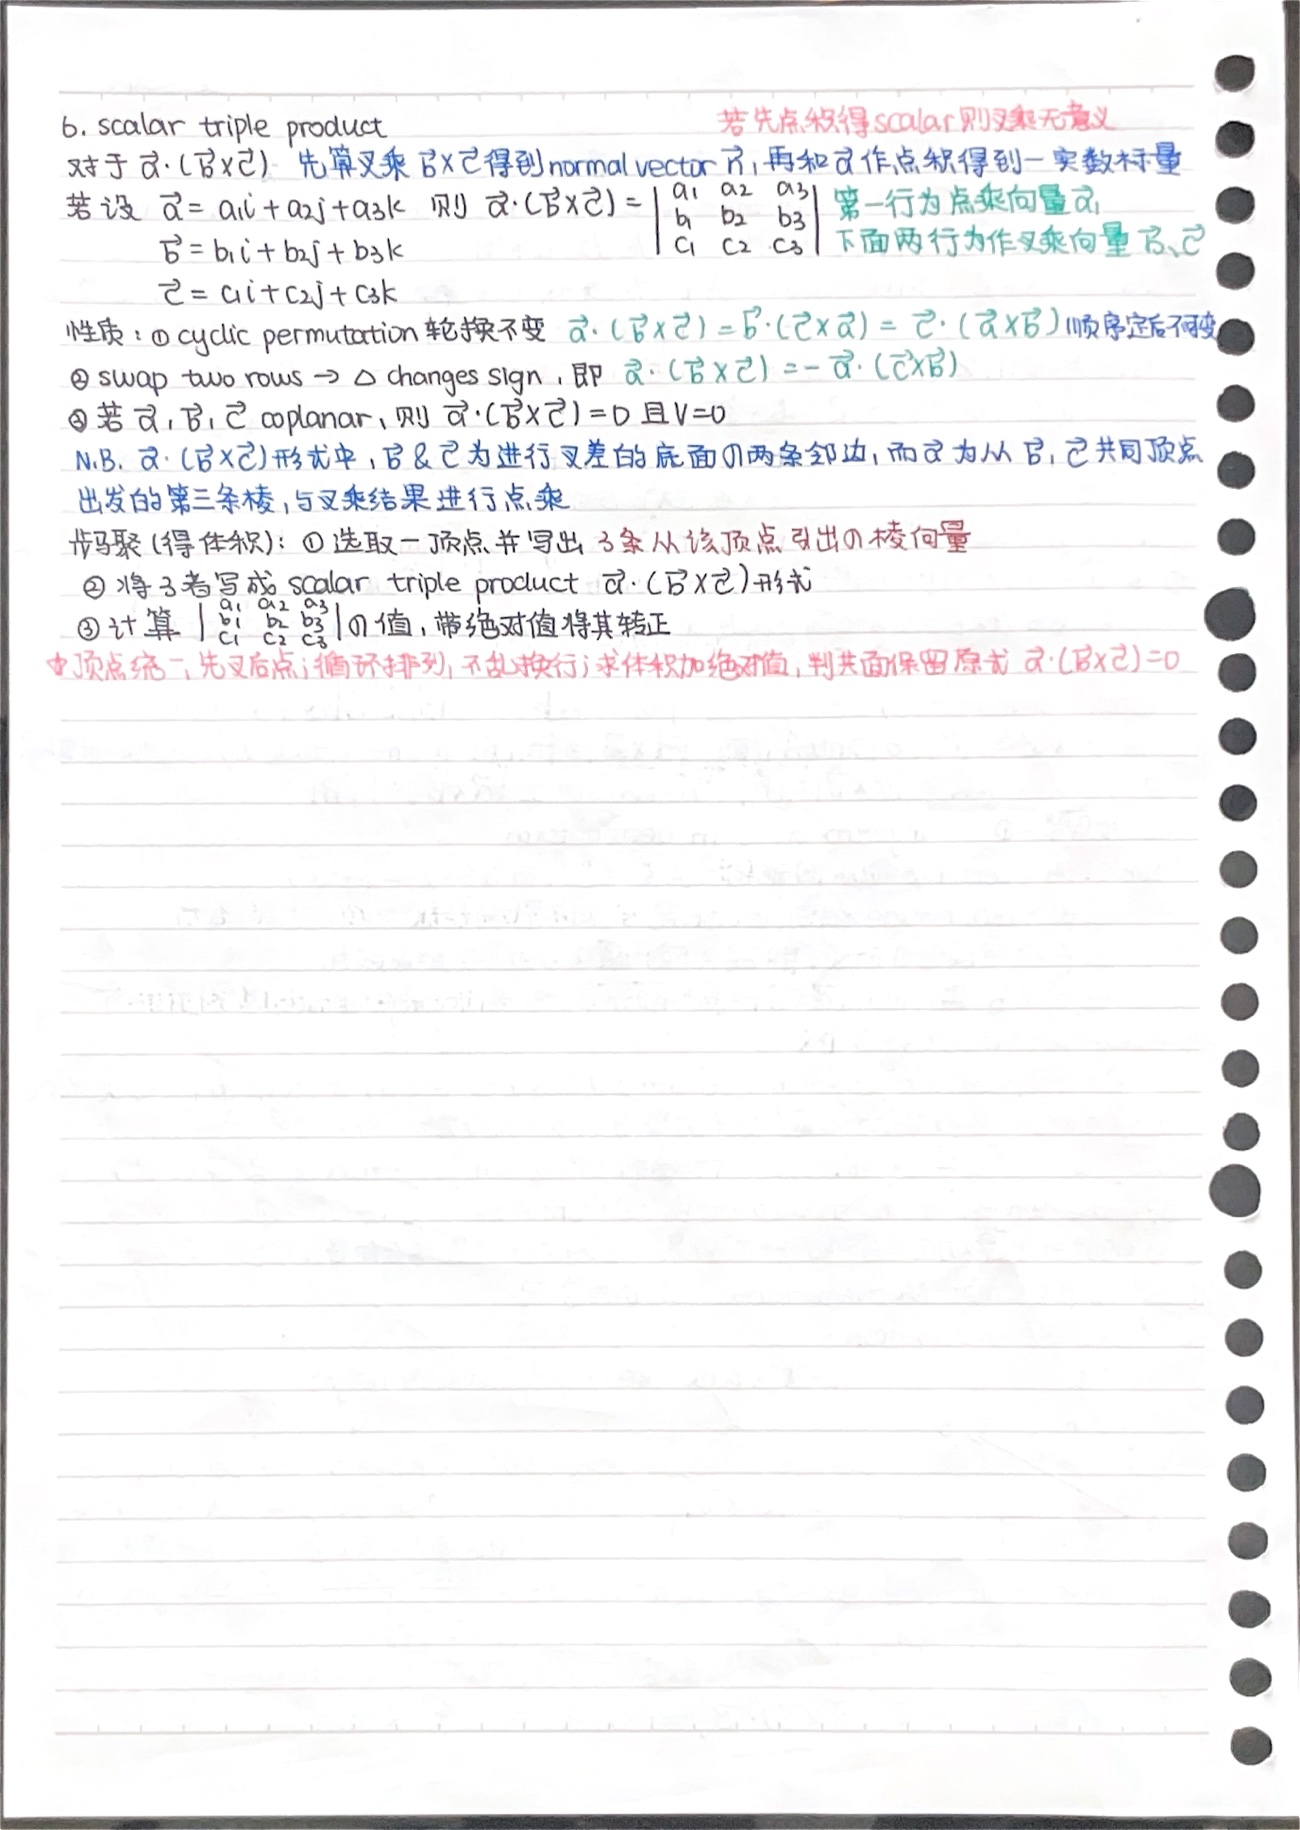 6. scalar triple product
若先点积得scalar则叉乘无意义
对于 a⃗·(b⃗×c⃗) 先算叉乘 b⃗×c⃗得到normal vector n⃗, 再和 a⃗ 作点积得到一实数标量
若设 a⃗ = a₁i + a₂j + a₃k 则 a⃗·(b⃗×c⃗) = | a₁ a₂ a₃ | 第一行为点乘向量a⃗,
b⃗ = b₁i + b₂j + b₃k | b₁ b₂ b₃ | 下面两行为作叉乘向量 b⃗、c⃗
c⃗ = c₁i + c₂j + c₃k | c₁ c₂ c₃ |
性质: ① cyclic permutation 轮换不变 a⃗·(b⃗×c⃗) = b⃗·(c⃗×a⃗) = c⃗·(a⃗×b⃗) 顺序定后不可变
② swap two rows → △ changes sign, 即 a⃗·(b⃗×c⃗) = - a⃗·(c⃗×b⃗)
③ 若 a⃗, b⃗, c⃗ coplanar, 则 a⃗·(b⃗×c⃗) = 0 且 V=0
N.B. a⃗·(b⃗×c⃗)形式中, b⃗ & c⃗ 为进行叉差的底面の两条邻边, 而a⃗ 为从 b⃗, c⃗ 共同顶点
出发的第三条棱, 与叉乘结果进行点乘
步骤 (得体积): ① 选取一顶点并写出 3条从该顶点引出の棱向量
② 将3者写成 scalar triple product a⃗·(b⃗×c⃗)形式
③ 计算 | a₁ a₂ a₃ b₁ b₂ b₃ c₁ c₂ c₃ | の值, 带绝对值得其转正
顶点统一, 先叉后点; 循环排列, 不乱换行; 求体积加绝对值, 判共面保留原式 a⃗·(b⃗×c⃗)=0